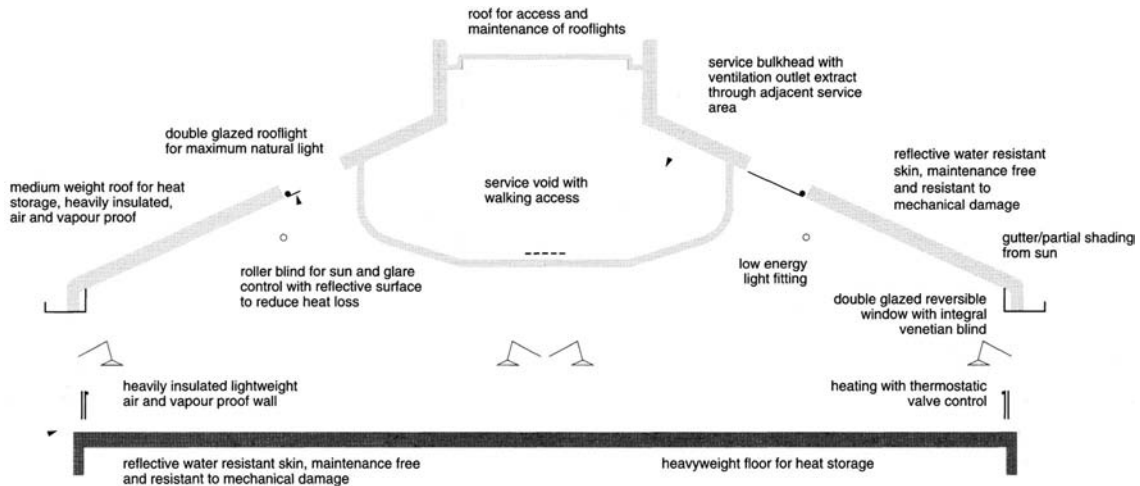 roof for access and
maintenance of rooflights
service bulkhead with
ventilation outlet extract
through adjacent service
area
double glazed rooflight
for maximum natural light
reflective water resistant
skin, maintenance free
and resistant to
mechanical damage
medium weight roof for heat
storage, heavily insulated,
air and vapour proof
service void with
walking access
gutter/partial shading
from sun
roller blind for sun and glare
control with reflective surface
to reduce heat loss
low energy
light fitting
double glazed reversible
window with integral
venetian blind
heavily insulated lightweight
air and vapour proof wall
heating with thermostatic
valve control
reflective water resistant skin, maintenance free
and resistant to mechanical damage
heavyweight floor for heat storage